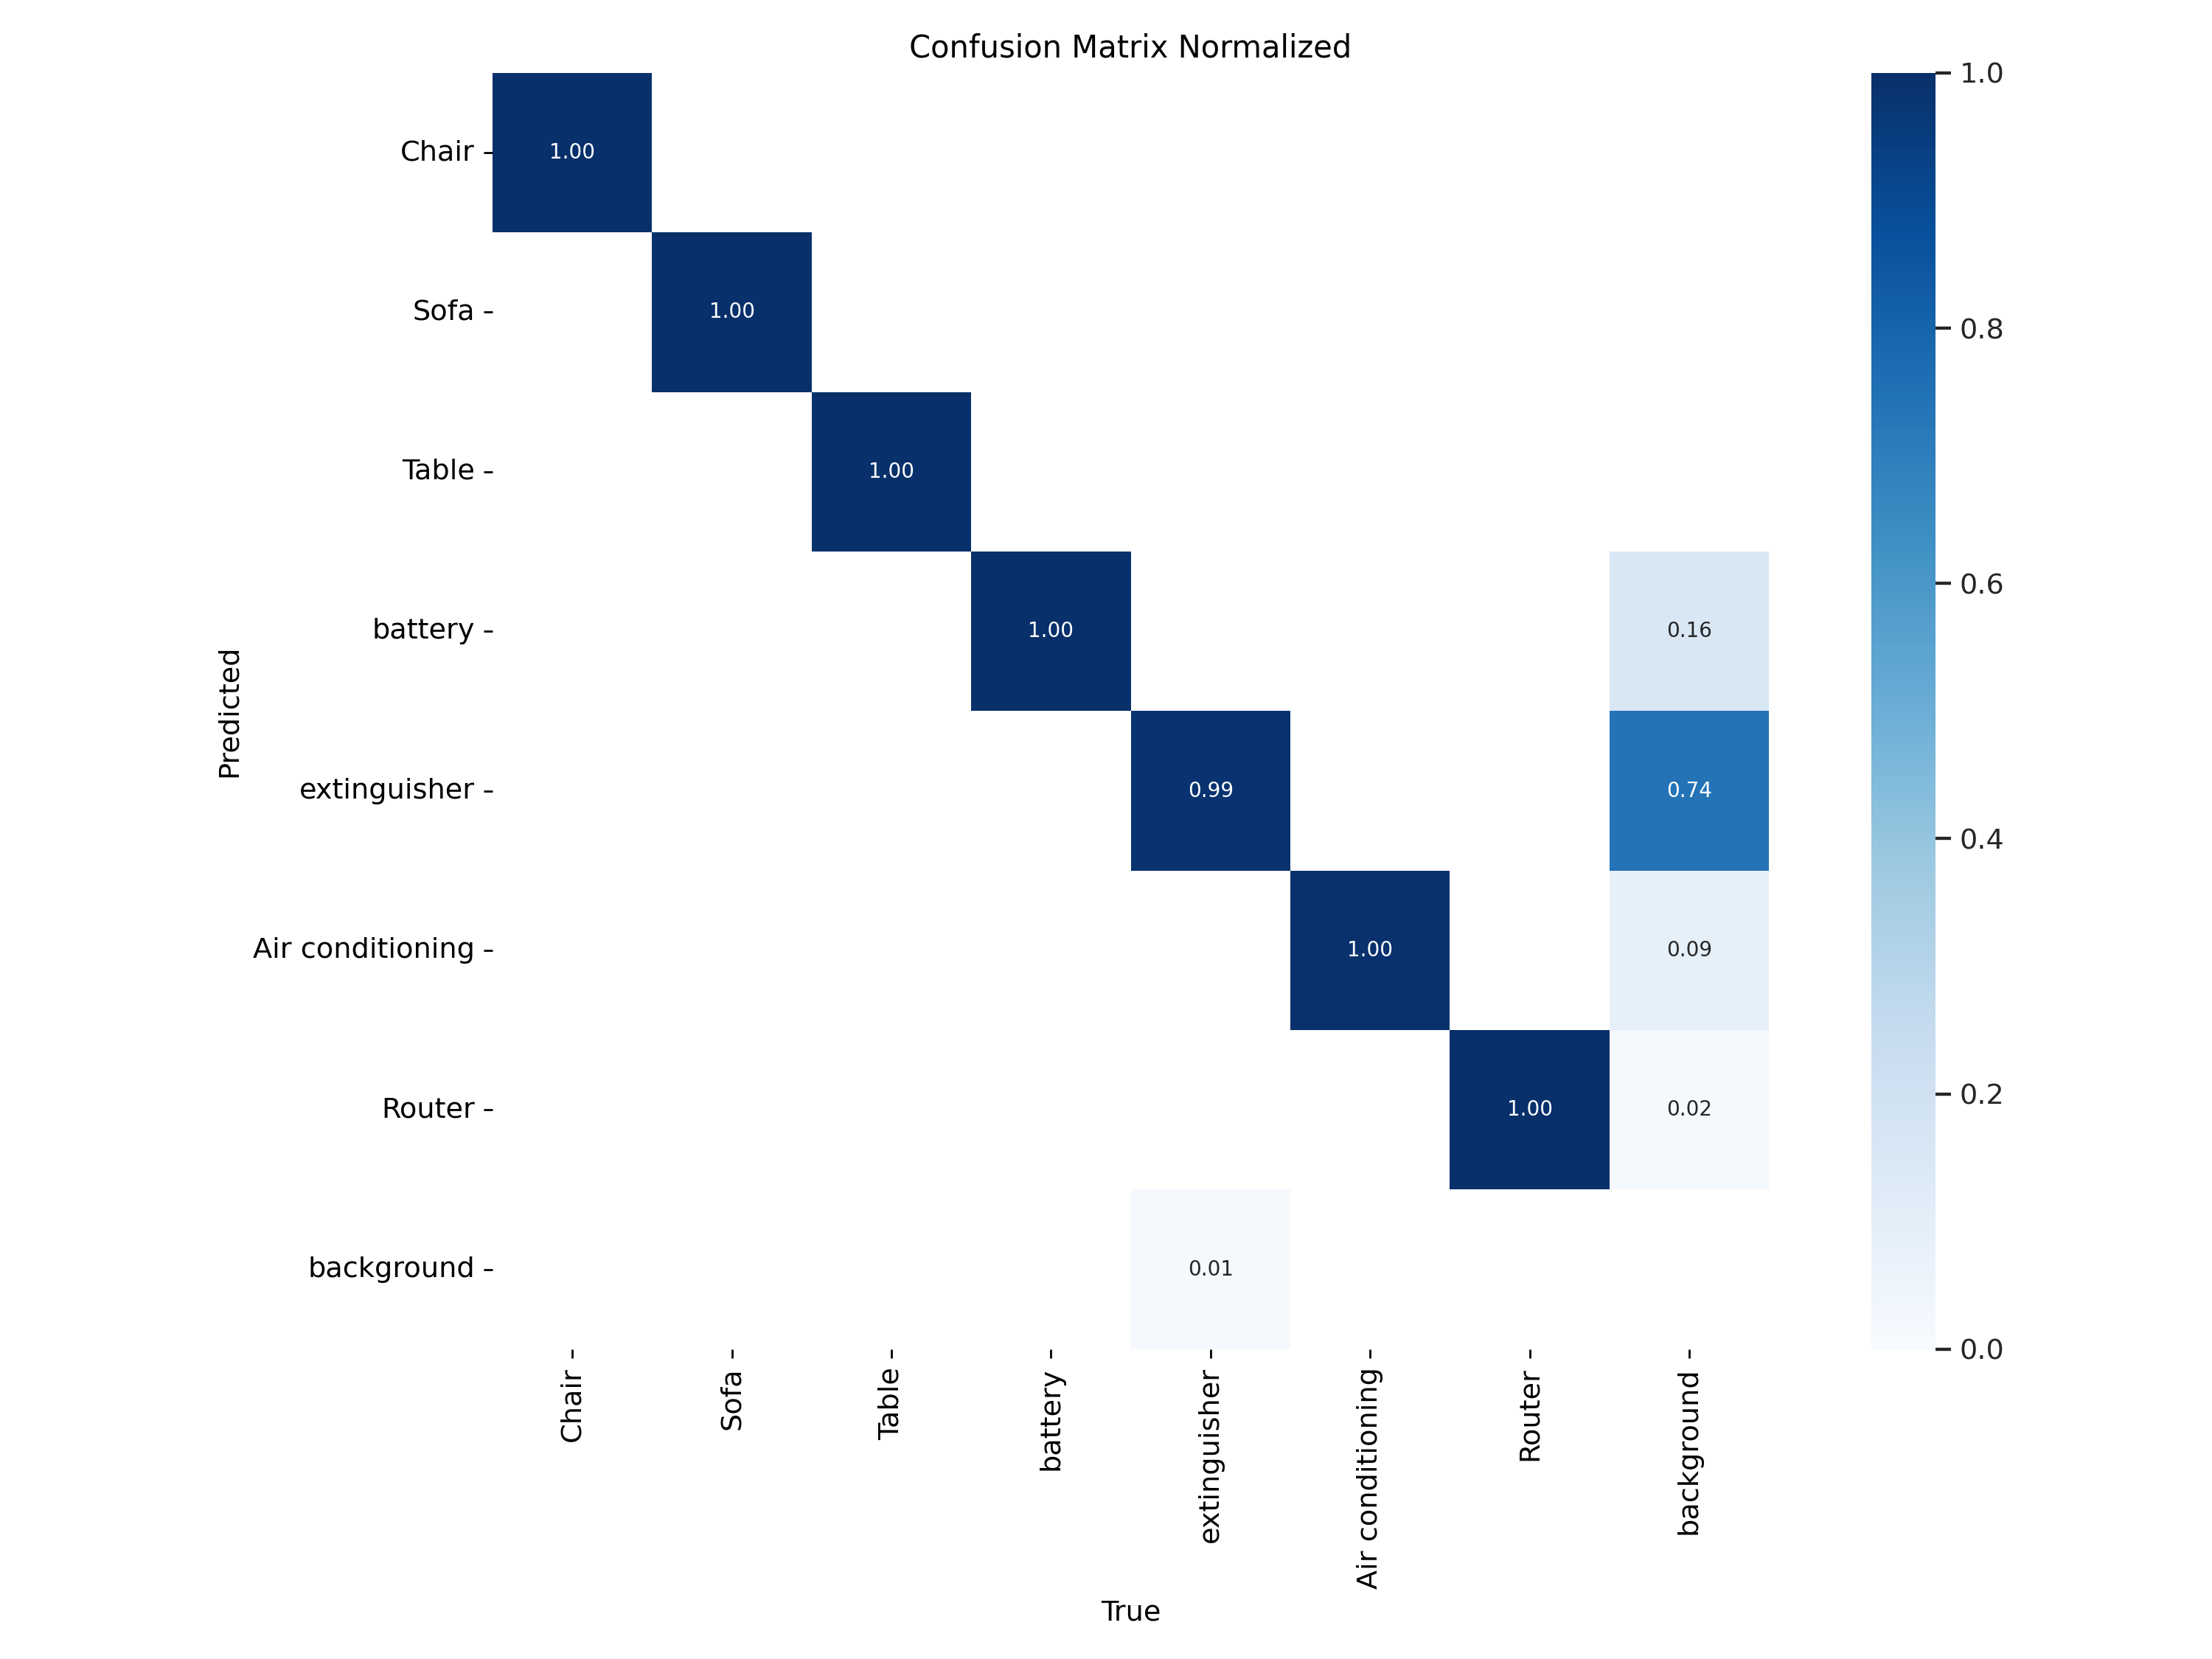 Confusion Matrix Normalized
Chair
1.00
Sofa
1.00
Table
1.00
battery
1.00
0.16
extinguisher
0.99
0.74
Air conditioning
1.00
0.09
Router
1.00
0.02
background
0.01
Predicted
Chair
Sofa
Table
battery
extinguisher
Air conditioning
Router
background
True
1.0
0.8
0.6
0.4
0.2
0.0